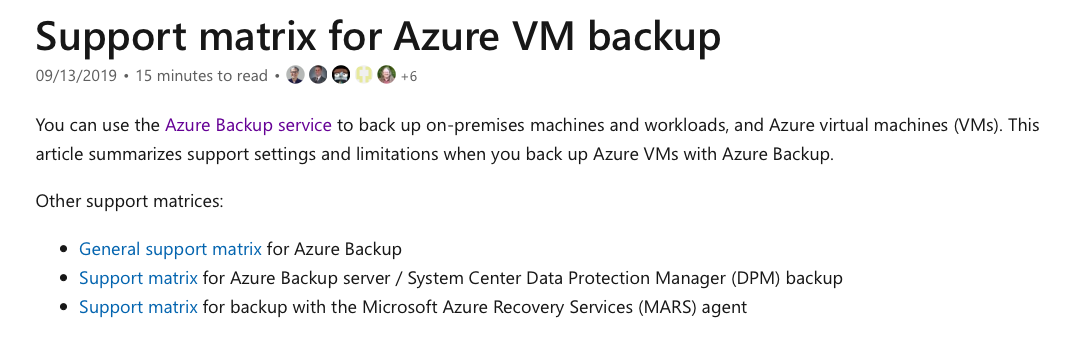 Support matrix for Azure VM backup
09/13/2019 • 15 minutes to read • +6
You can use the Azure Backup service to back up on-premises machines and workloads, and Azure virtual machines (VMs). This
article summarizes support settings and limitations when you back up Azure VMs with Azure Backup.
Other support matrices:
• General support matrix for Azure Backup
• Support matrix for Azure Backup server / System Center Data Protection Manager (DPM) backup
• Support matrix for backup with the Microsoft Azure Recovery Services (MARS) agent